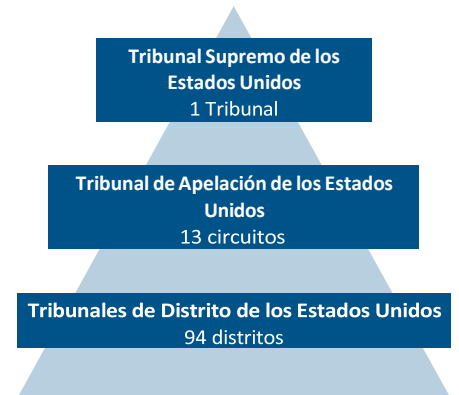 Tribunal Supremo de los
Estados Unidos
1 Tribunal
Tribunal de Apelación de los Estados
Unidos
13 circuitos
Tribunales de Distrito de los Estados Unidos
94 distritos